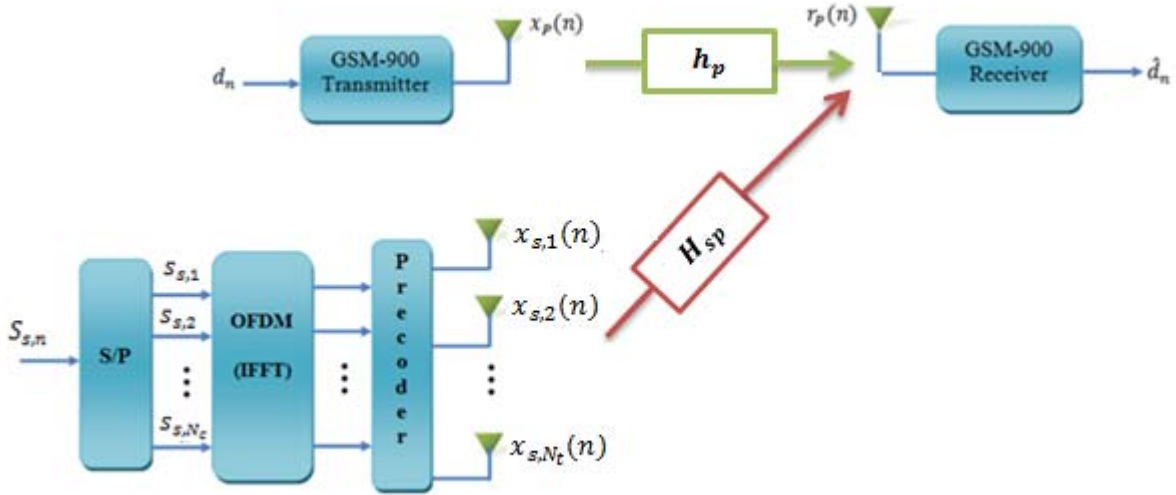 x_p(n)
r_p(n)
d_n
GSM-900
Transmitter
h_p
GSM-900
Receiver
d̂_n
H_sp
S_{s,n}
S/P
s_{s,1}
s_{s,2}
⋮
s_{s,N_c}
OFDM
(IFFT)
⋮
P
r
e
c
o
d
e
r
x_{s,1}(n)
x_{s,2}(n)
⋮
x_{s,N_t}(n)